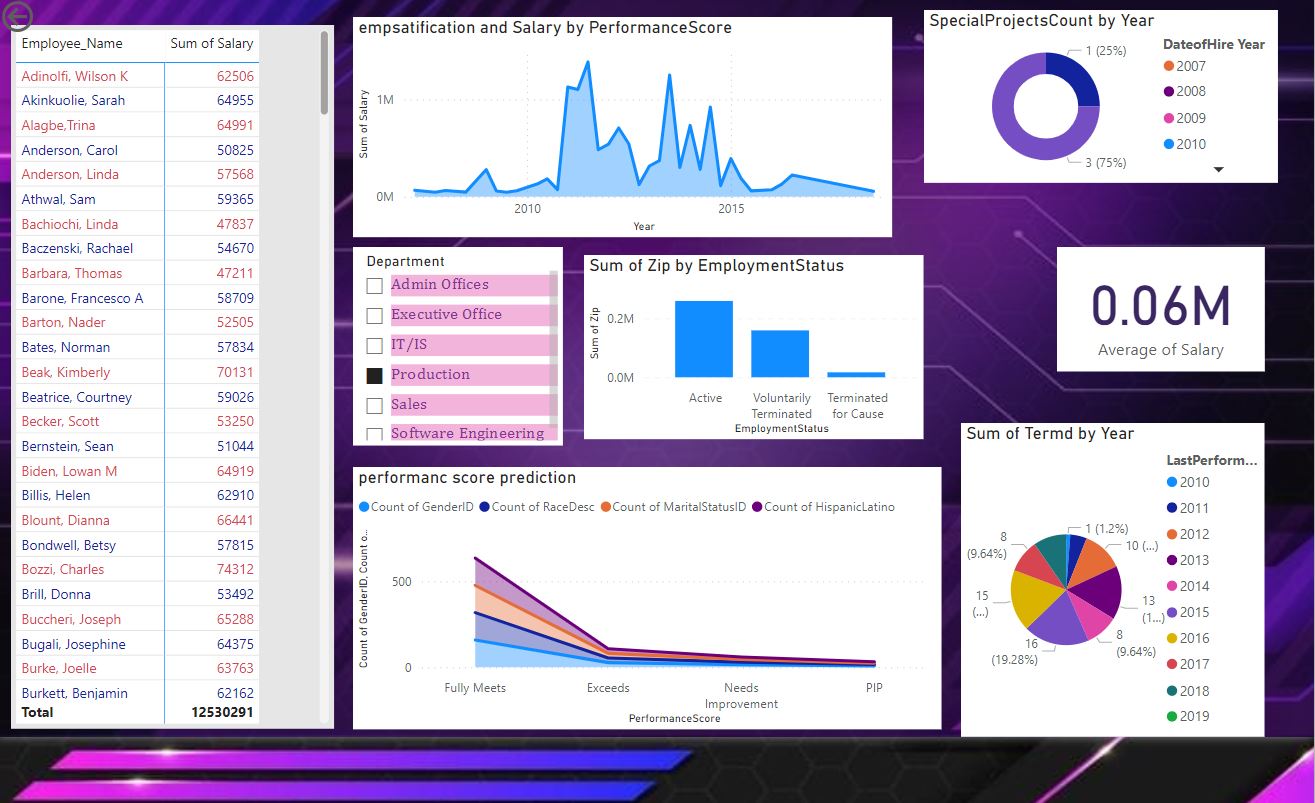 Employee_Name Sum of Salary
Adinolfi, Wilson K 62506
Akinkuolie, Sarah 64955
Alagbe,Trina 64991
Anderson, Carol 50825
Anderson, Linda 57568
Athwal, Sam 59365
Bachiochi, Linda 47837
Baczenski, Rachael 54670
Barbara, Thomas 47211
Barone, Francesco A 58709
Barton, Nader 52505
Bates, Norman 57834
Beak, Kimberly 70131
Beatrice, Courtney 59026
Becker, Scott 53250
Bernstein, Sean 51044
Biden, Lowan M 64919
Billis, Helen 62910
Blount, Dianna 66441
Bondwell, Betsy 57815
Bozzi, Charles 74312
Brill, Donna 53492
Buccheri, Joseph 65288
Bugali, Josephine 64375
Burke, Joelle 63763
Burkett, Benjamin 62162
Total 12530291
empsatification and Salary by PerformanceScore
Sum of Salary
1M
0M
2010 2015
Year
SpecialProjectsCount by Year
1 (25%)
3 (75%)
DateofHire Year
2007
2008
2009
2010
Department
Admin Offices
Executive Office
IT/IS
Production
Sales
Software Engineering
Sum of Zip by EmploymentStatus
Sum of Zip
0.2M
0.0M
Active Voluntarily Terminated
Terminated for Cause
EmploymentStatus
0.06M
Average of Salary
performanc score prediction
Count of GenderID Count of RaceDesc Count of MaritalStatusID Count of HispanicLatino
Count of GenderID, Count o...
500
0
Fully Meets Exceeds Needs PIP
Improvement
PerformanceScore
Sum of Termd by Year
1 (1.2%)
10 (...)
13
(1...)
8
(9.64%)
16
(19.28%)
15
(...)
8
(9.64%)
LastPerform...
2010
2011
2012
2013
2014
2015
2016
2017
2018
2019